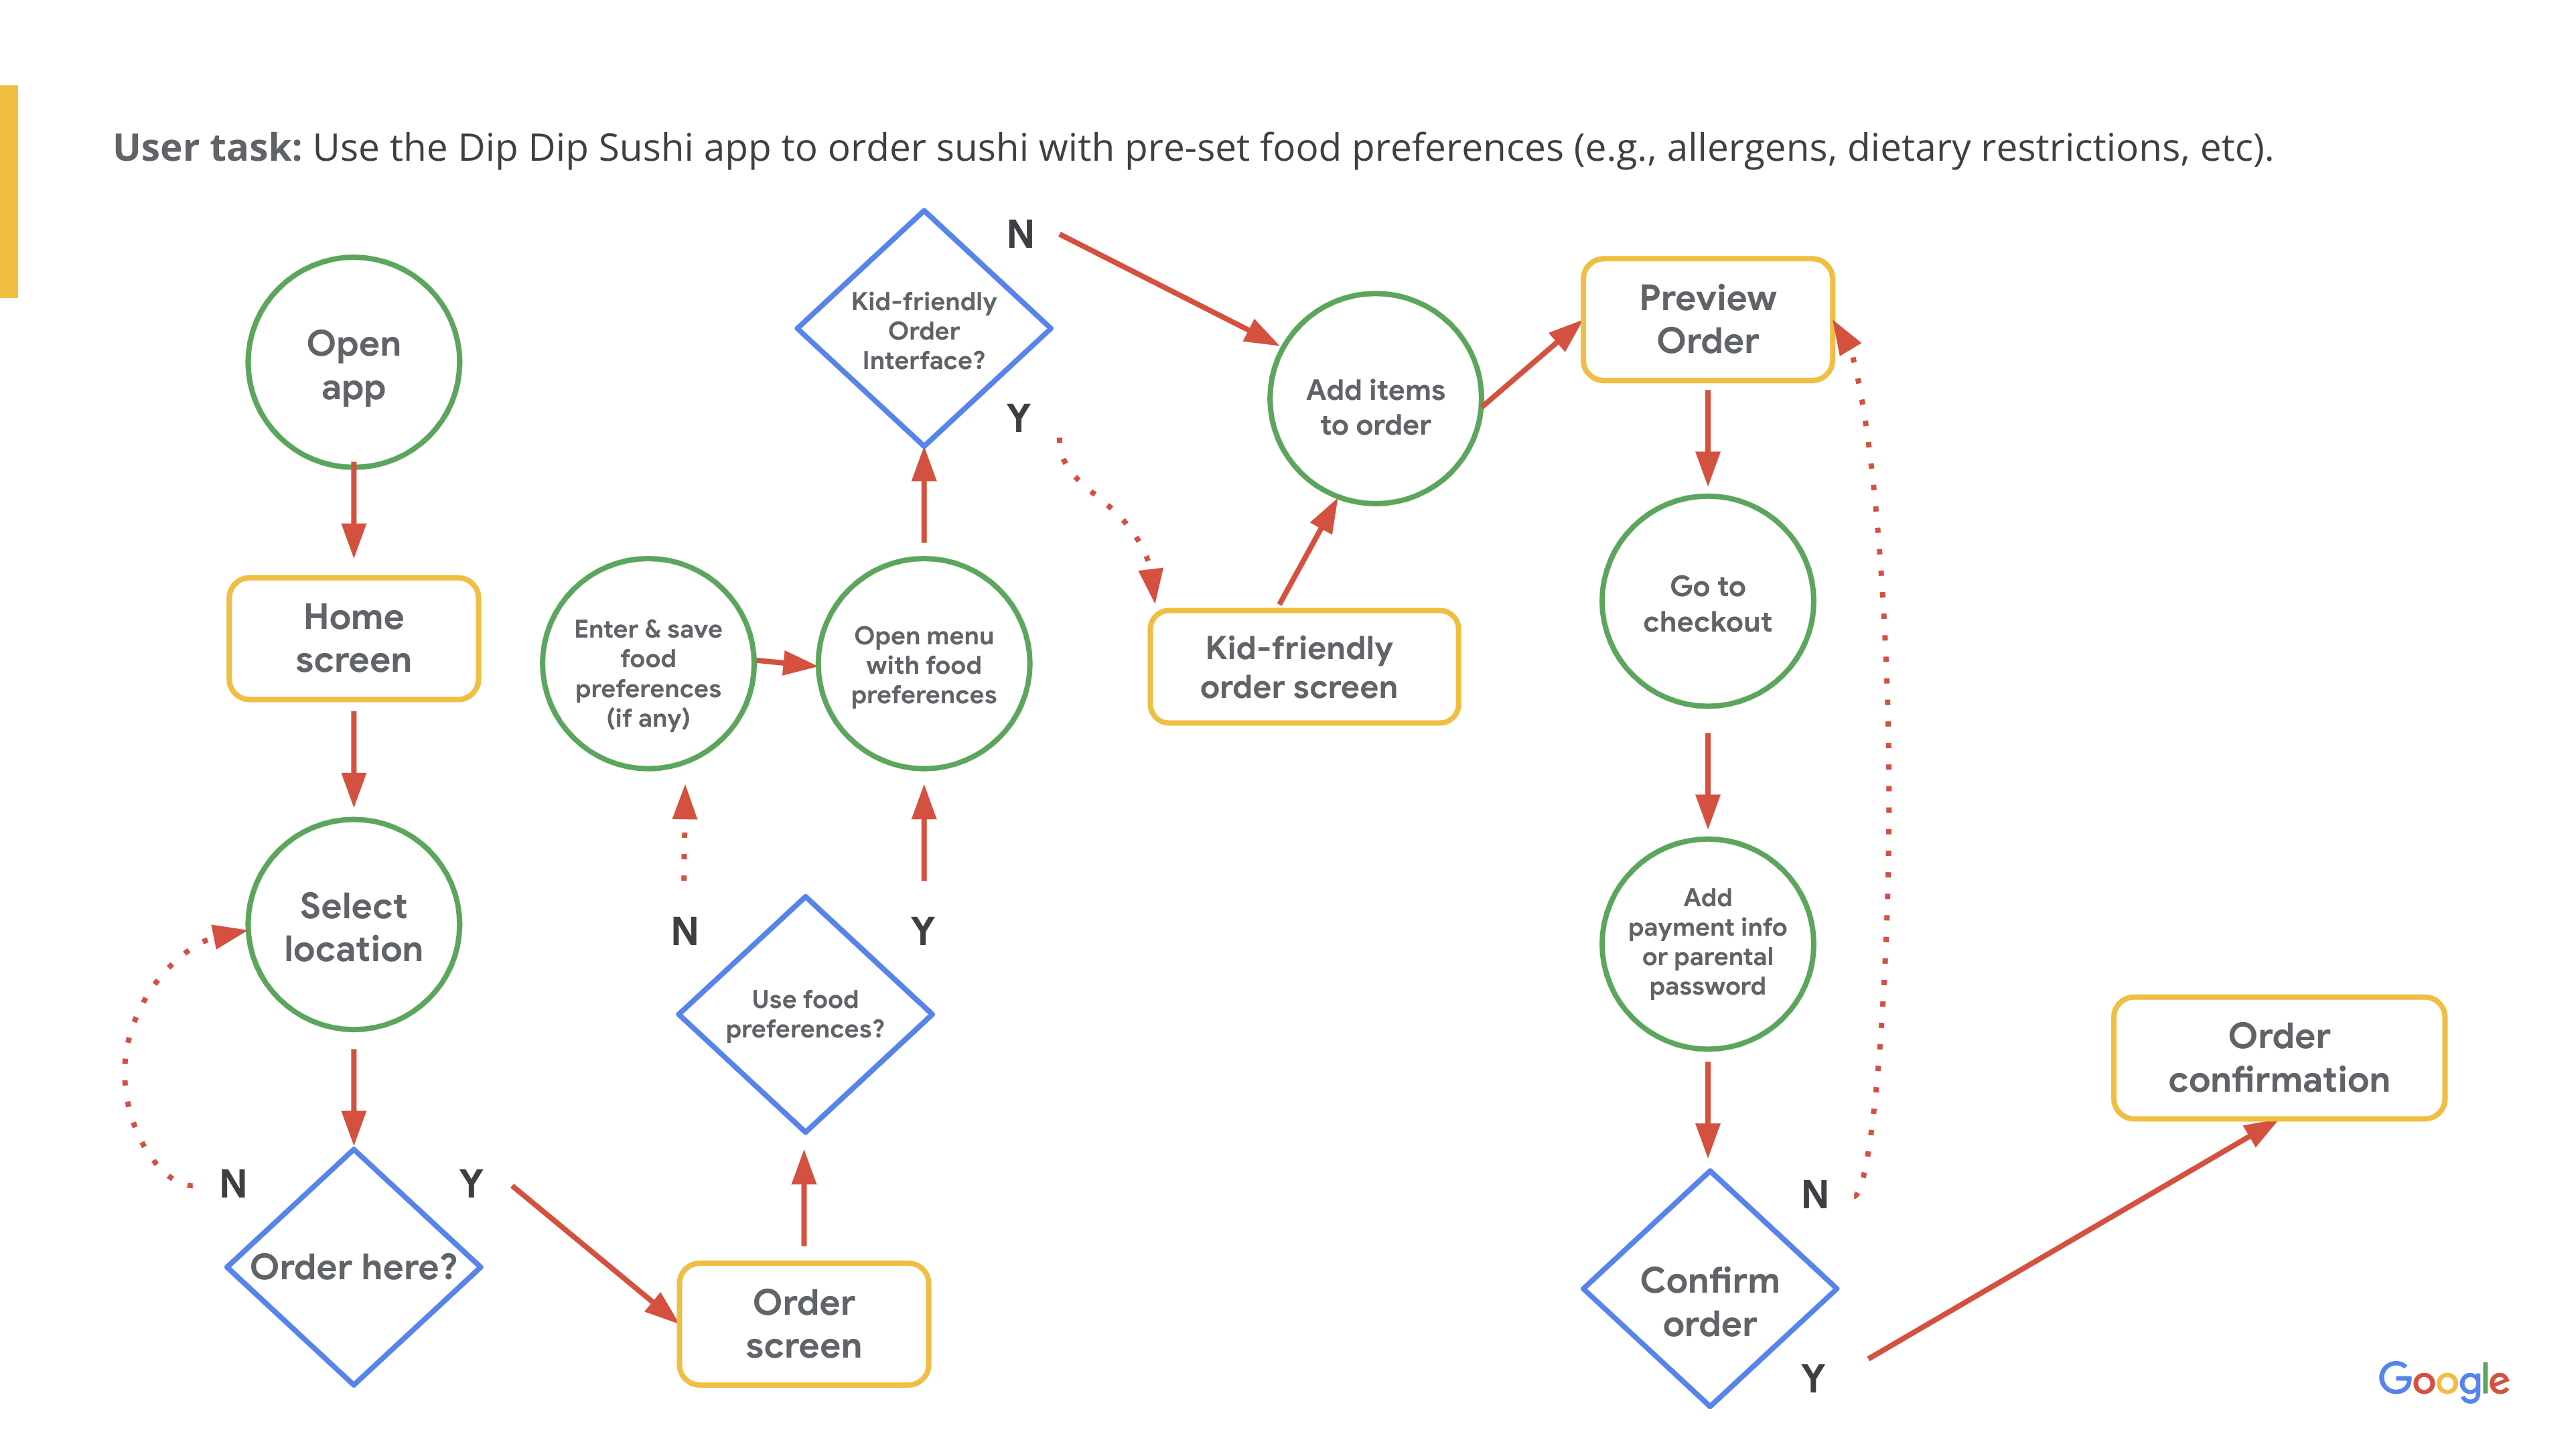 User task: Use the Dip Dip Sushi app to order sushi with pre-set food preferences (e.g., allergens, dietary restrictions, etc).
Open
app
Home
screen
Select
location
N
Y
Order here?
Order
screen
Use food
preferences?
N
Y
Enter & save
food
preferences
(if any)
Open menu
with food
preferences
Kid-friendly
Order
Interface?
N
Y
Kid-friendly
order screen
Add items
to order
Preview
Order
Go to
checkout
Add
payment info
or parental
password
Confirm
order
N
Y
Order
confirmation
Google